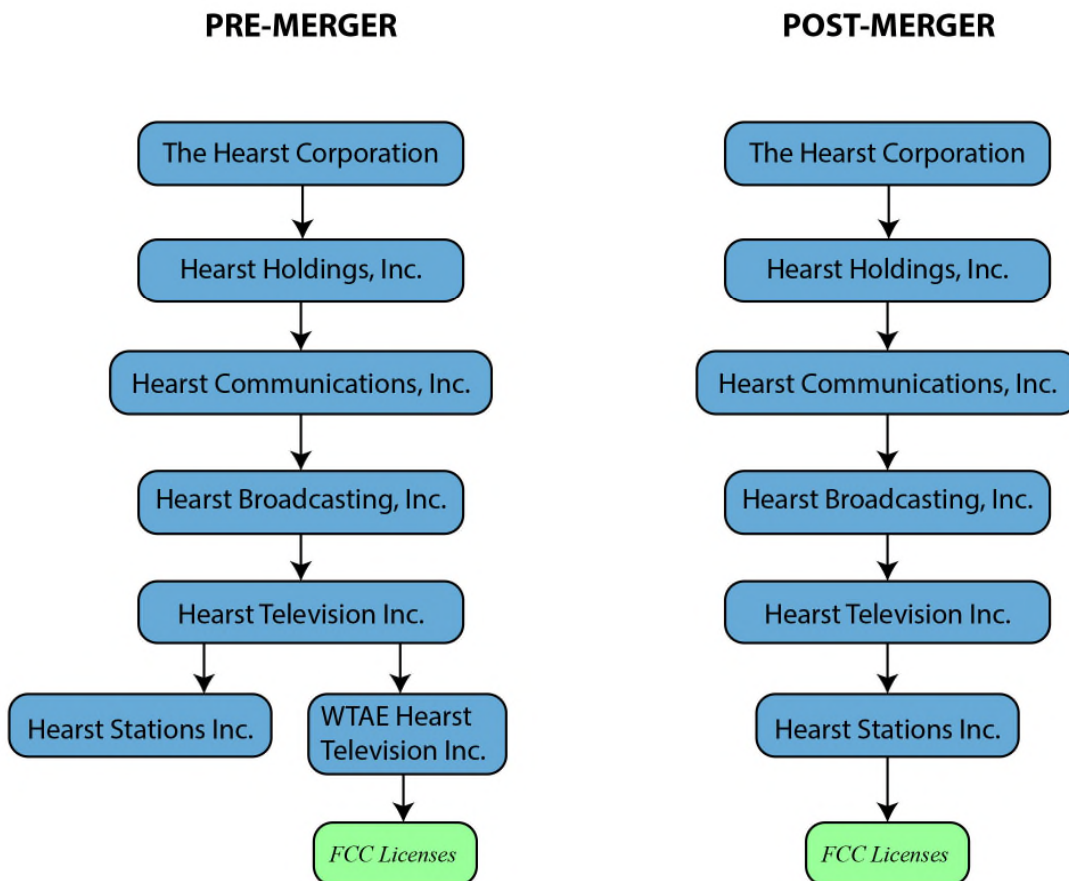 PRE-MERGER
The Hearst Corporation
Hearst Holdings, Inc.
Hearst Communications, Inc.
Hearst Broadcasting, Inc.
Hearst Television Inc.
Hearst Stations Inc.
WTAE Hearst
Television Inc.
FCC Licenses
POST-MERGER
The Hearst Corporation
Hearst Holdings, Inc.
Hearst Communications, Inc.
Hearst Broadcasting, Inc.
Hearst Television Inc.
Hearst Stations Inc.
FCC Licenses